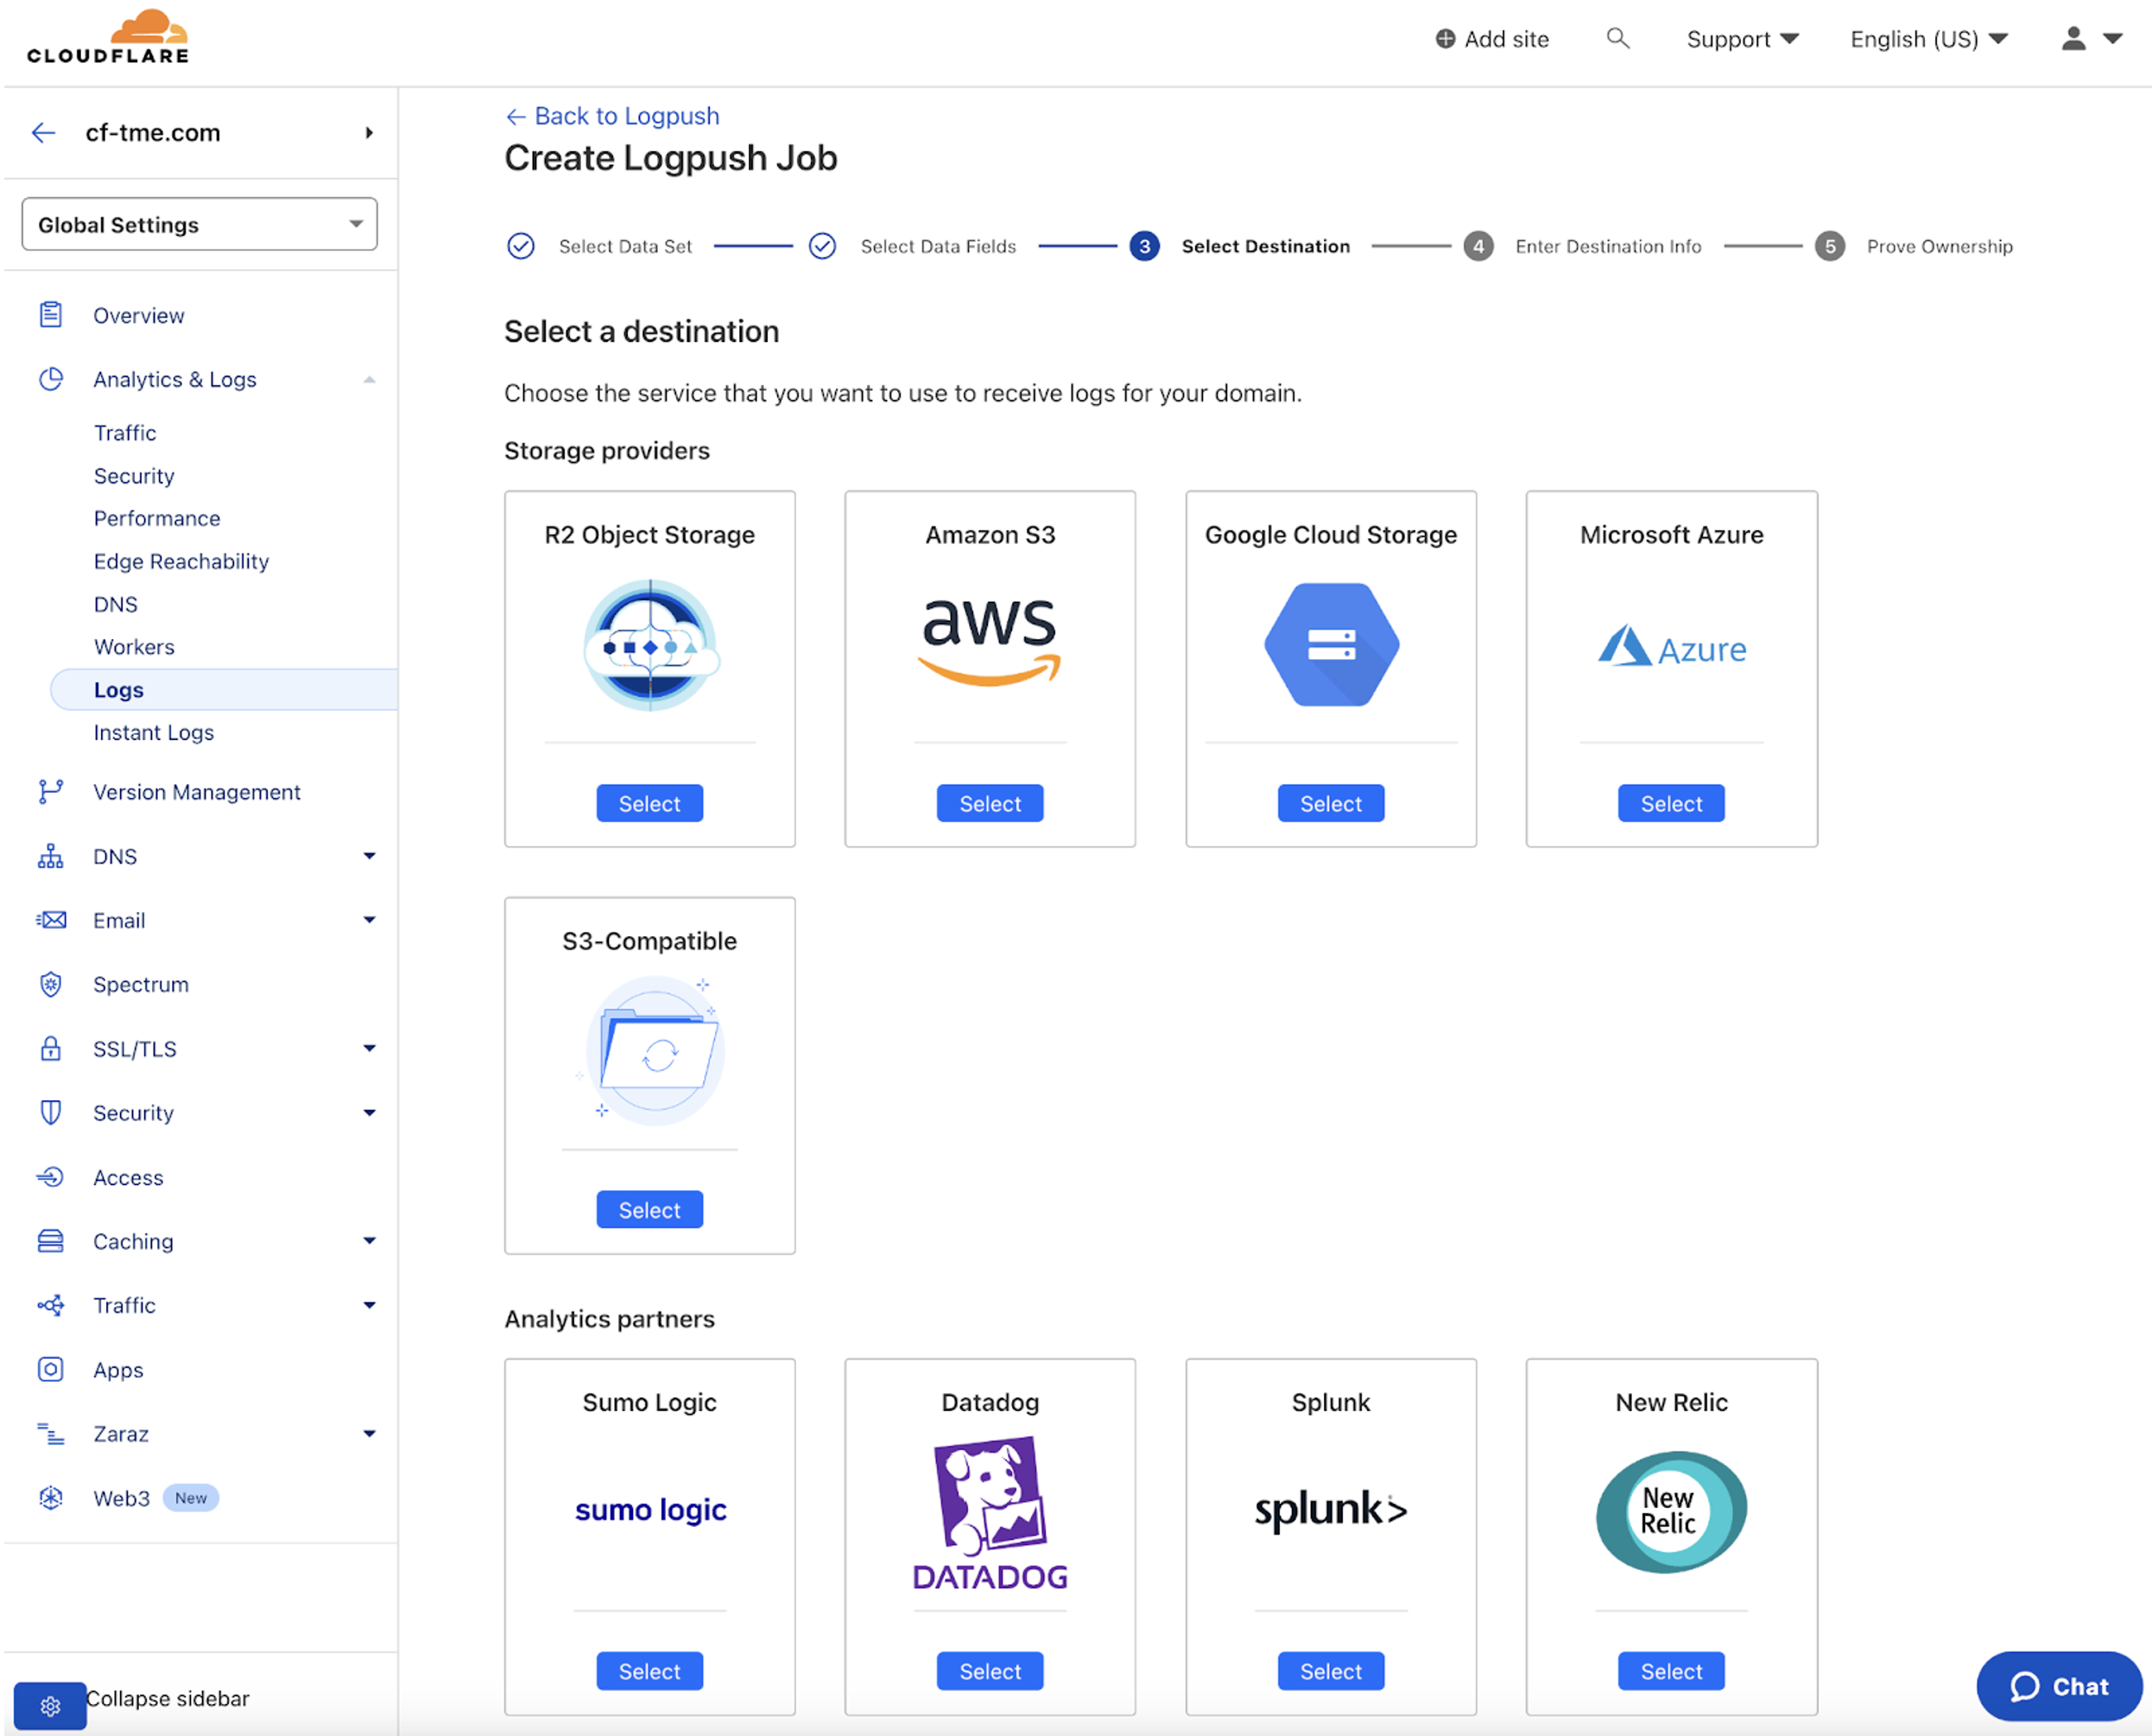 CLOUDFLARE
Add site
Support
English (US)
cf-tme.com
Global Settings
Overview
Analytics & Logs
Traffic
Security
Performance
Edge Reachability
DNS
Workers
Logs
Instant Logs
Version Management
DNS
Email
Spectrum
SSL/TLS
Security
Access
Caching
Traffic
Apps
Zaraz
Web3 New
Collapse sidebar
← Back to Logpush
Create Logpush Job
Select Data Set
Select Data Fields
3 Select Destination
4 Enter Destination Info
5 Prove Ownership
Select a destination
Choose the service that you want to use to receive logs for your domain.
Storage providers
R2 Object Storage
Select
Amazon S3
aws
Select
Google Cloud Storage
Select
Microsoft Azure
Azure
Select
S3-Compatible
Select
Analytics partners
Sumo Logic
sumo logic
Select
Datadog
DATADOG
Select
Splunk
splunk>
Select
New Relic
New
Relic
Select
Chat